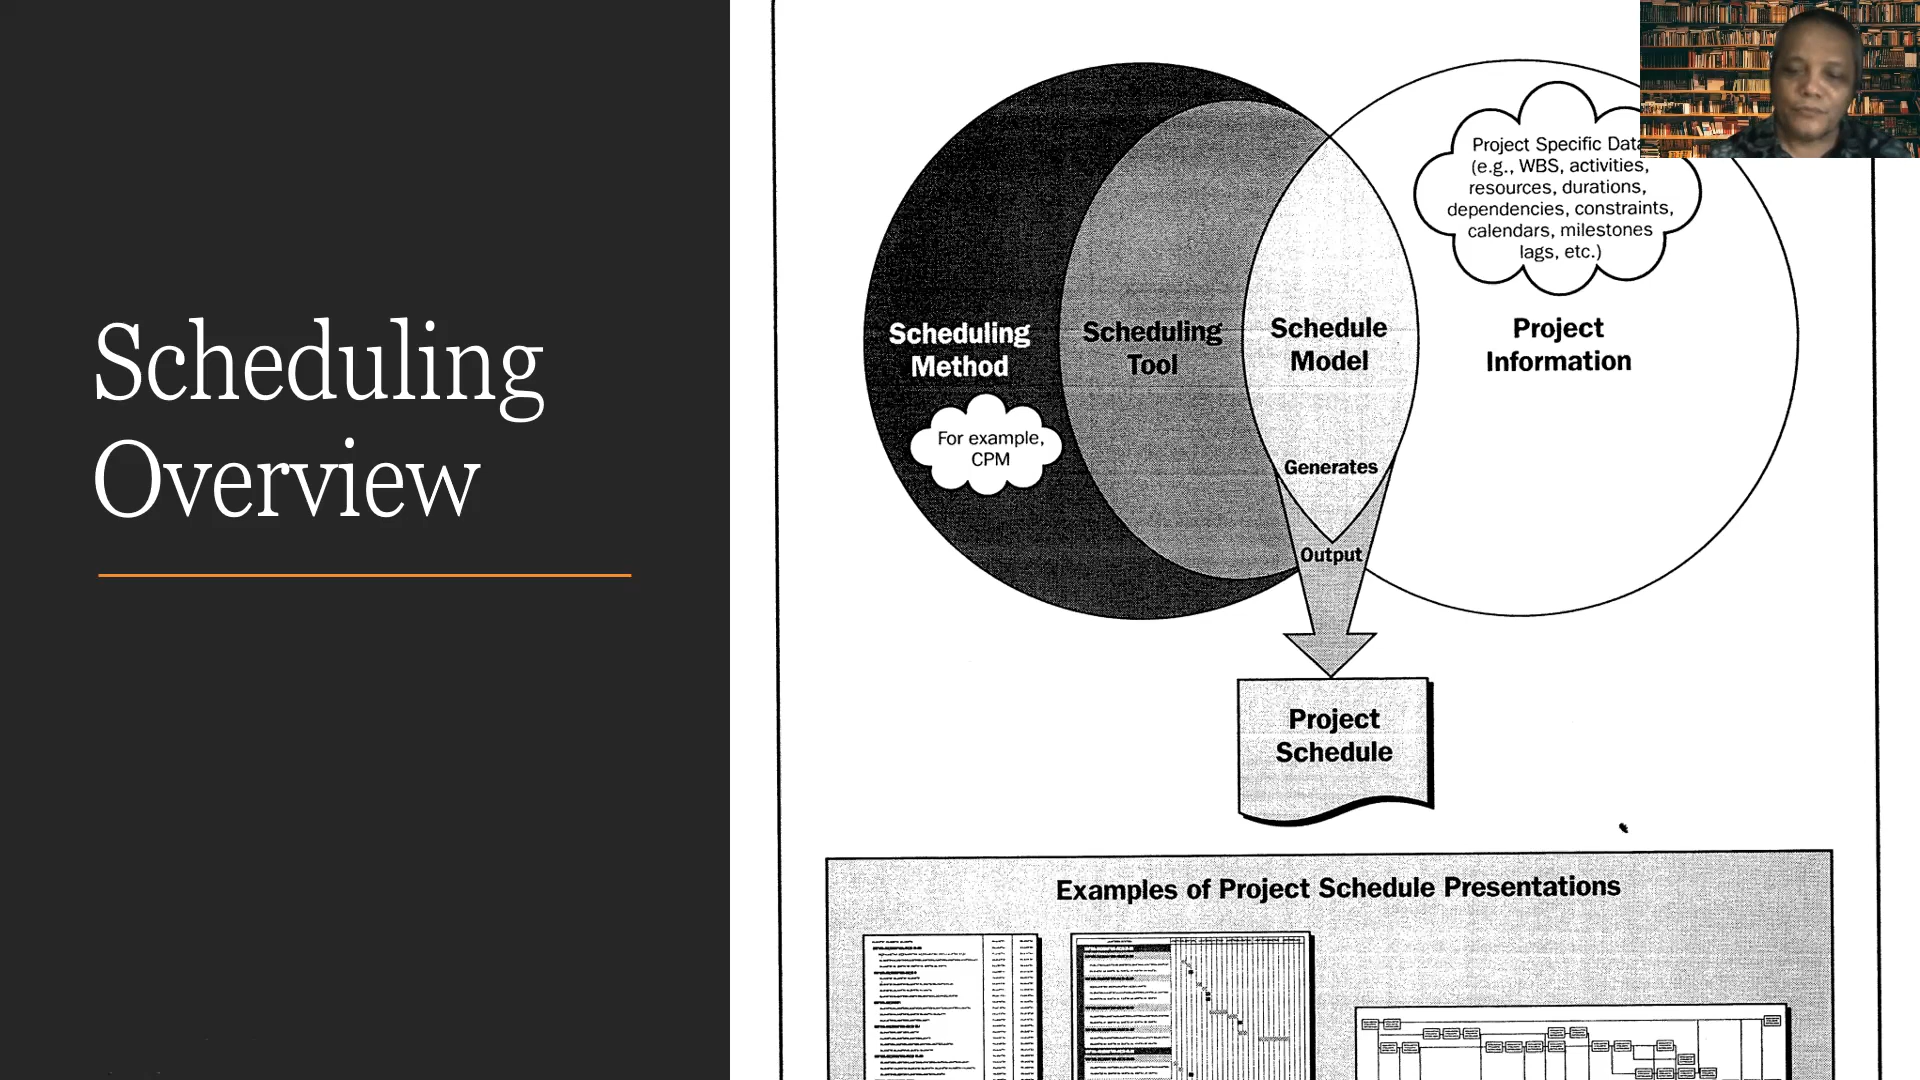 Scheduling
Overview
Project Specific Data
(e.g., WBS, activities,
resources, durations,
dependencies, constraints,
calendars, milestones
lags, etc.)
Scheduling
Method
Scheduling
Tool
Schedule
Model
Project
Information
For example,
CPM
Generates
Output
Project
Schedule
Examples of Project Schedule Presentations